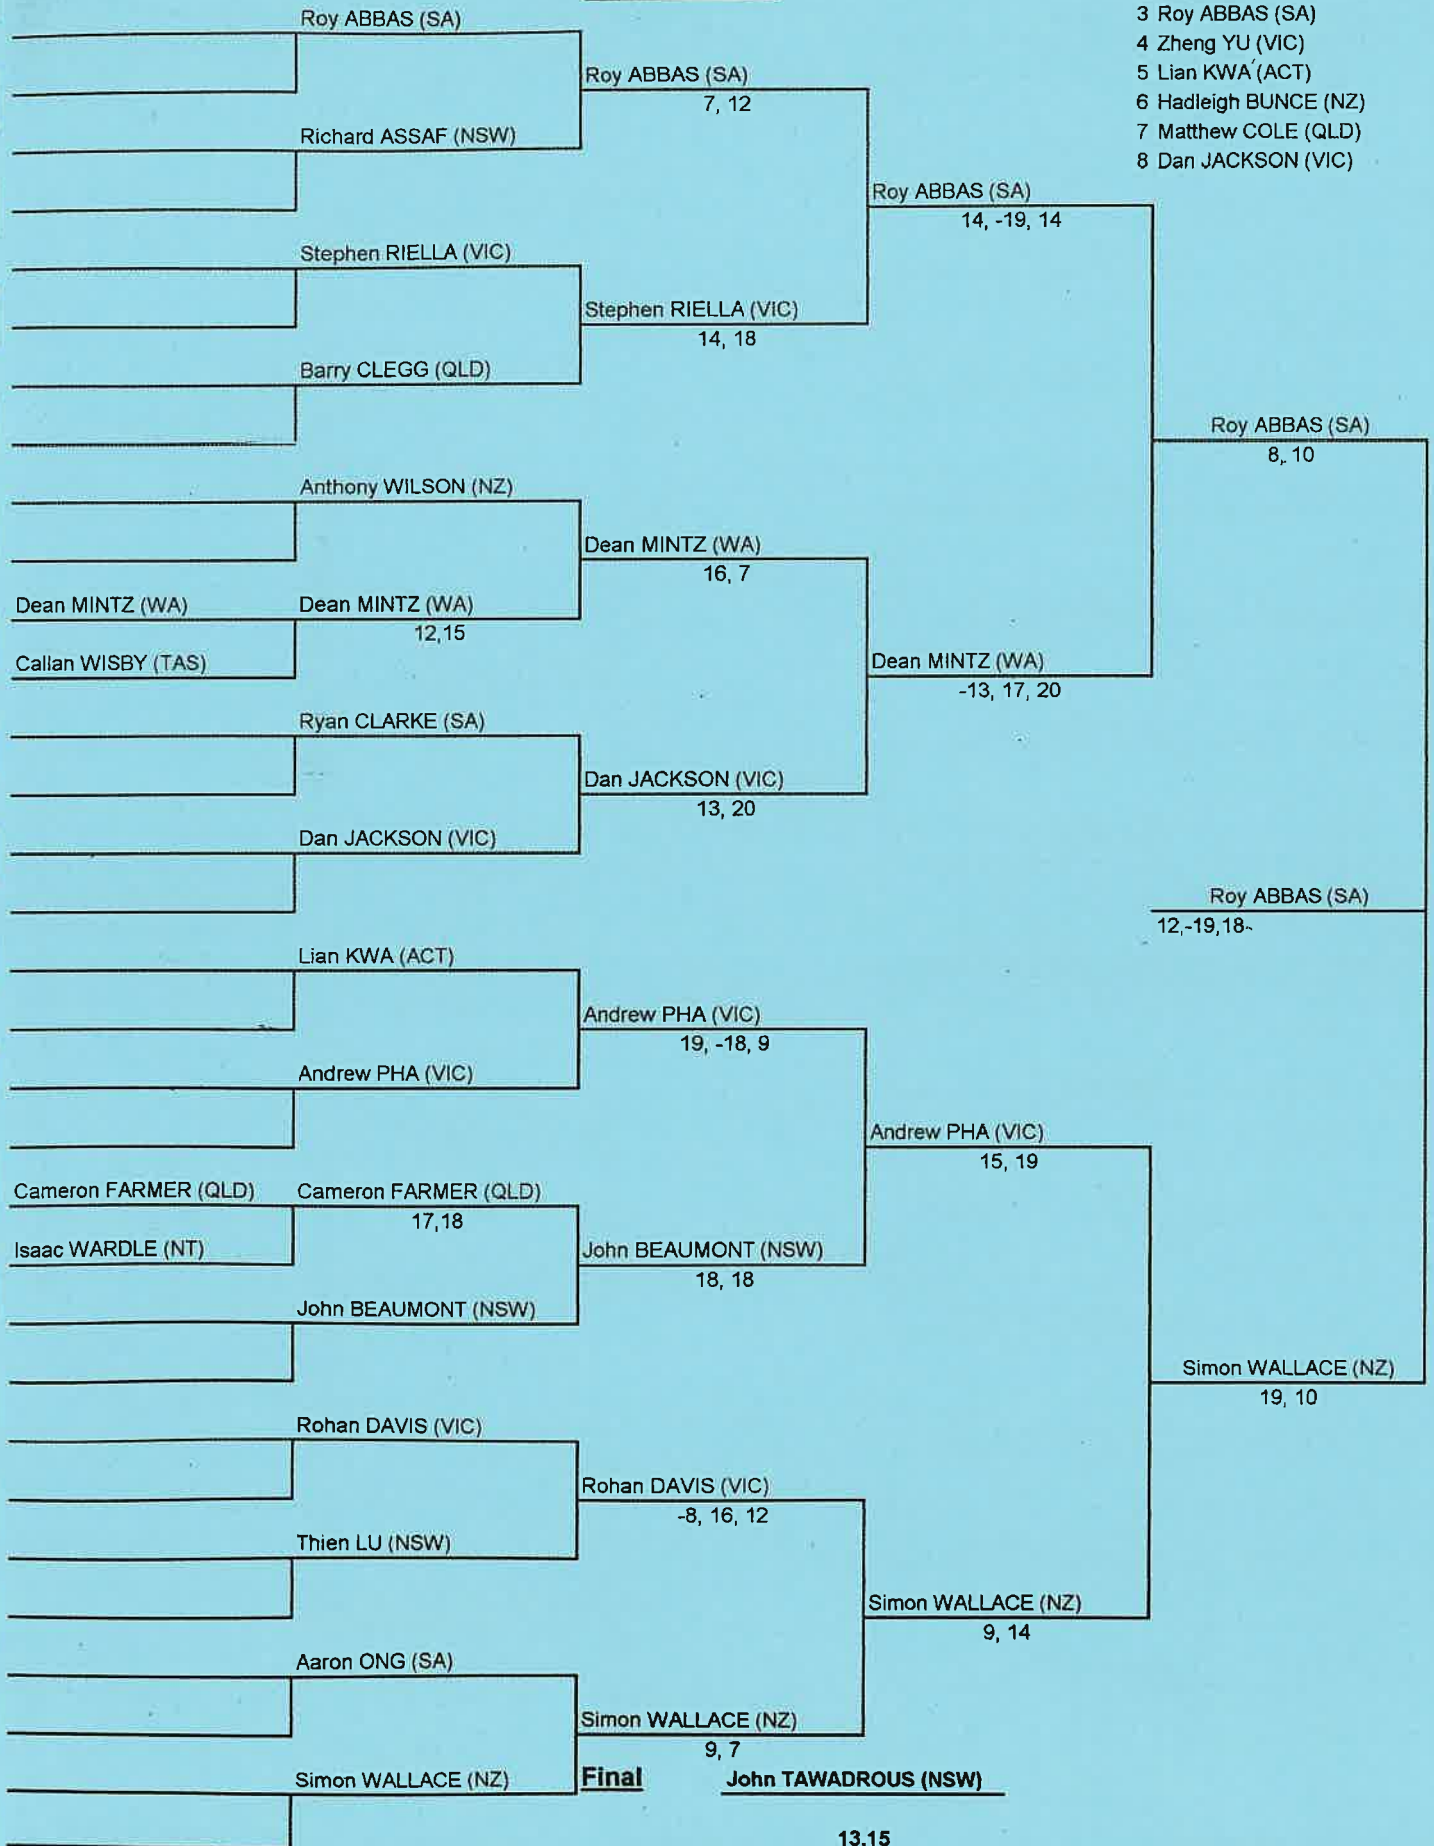 Roy ABBAS (SA)
3 Roy ABBAS (SA)
4 Zheng YU (VIC)
5 Lian KWA (ACT)
6 Hadleigh BUNCE (NZ)
7 Matthew COLE (QLD)
8 Dan JACKSON (VIC)
Roy ABBAS (SA)
7, 12
Richard ASSAF (NSW)
Roy ABBAS (SA)
14, -19, 14
Stephen RIELLA (VIC)
Stephen RIELLA (VIC)
14, 18
Barry CLEGG (QLD)
Roy ABBAS (SA)
8, 10
Anthony WILSON (NZ)
Dean MINTZ (WA)
16, 7
Dean MINTZ (WA)
Dean MINTZ (WA)
12,15
Callan WISBY (TAS)
Dean MINTZ (WA)
-13, 17, 20
Ryan CLARKE (SA)
Dan JACKSON (VIC)
13, 20
Dan JACKSON (VIC)
Roy ABBAS (SA)
12,-19,18
Lian KWA (ACT)
Andrew PHA (VIC)
19, -18, 9
Andrew PHA (VIC)
Andrew PHA (VIC)
15, 19
Cameron FARMER (QLD)
Cameron FARMER (QLD)
17,18
Isaac WARDLE (NT)
John BEAUMONT (NSW)
18, 18
John BEAUMONT (NSW)
Simon WALLACE (NZ)
19, 10
Rohan DAVIS (VIC)
Rohan DAVIS (VIC)
-8, 16, 12
Thien LU (NSW)
Simon WALLACE (NZ)
9, 14
Aaron ONG (SA)
Simon WALLACE (NZ)
9, 7
Simon WALLACE (NZ)
Final
John TAWADROUS (NSW)
13,15